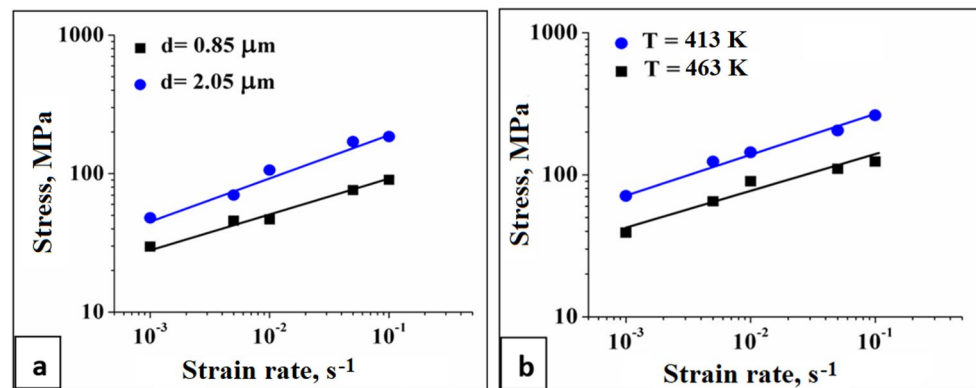 1000
100
10
Stress, MPa
d= 0.85 μm
d= 2.05 μm
10-3
10-2
10-1
Strain rate, s-1
a
1000
100
10
Stress, MPa
T = 413 K
T = 463 K
10-3
10-2
10-1
Strain rate, s-1
b